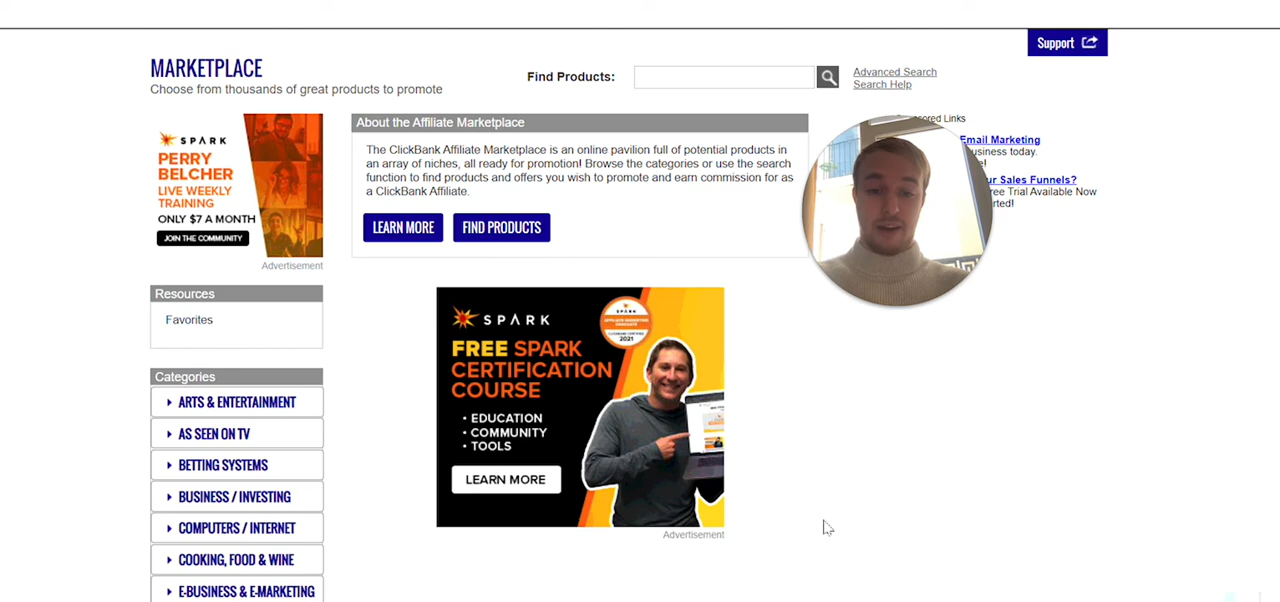 Support
MARKETPLACE
Choose from thousands of great products to promote
Find Products:
Advanced Search
Search Help
SPARK
PERRY
BELCHER
LIVE WEEKLY
TRAINING
ONLY $7 A MONTH
JOIN THE COMMUNITY
Advertisement
About the Affiliate Marketplace
The ClickBank Affiliate Marketplace is an online pavilion full of potential products in
an array of niches, all ready for promotion! Browse the categories or use the search
function to find products and offers you wish to promote and earn commission for as
a ClickBank Affiliate.
LEARN MORE
FIND PRODUCTS
Links
Email Marketing
business today.
Sales Funnels?
Trial Available Now
Resources
Favorites
Categories
ARTS & ENTERTAINMENT
AS SEEN ON TV
BETTING SYSTEMS
BUSINESS / INVESTING
COMPUTERS / INTERNET
COOKING, FOOD & WINE
E-BUSINESS & E-MARKETING
SPARK
FREE SPARK
CERTIFICATION
COURSE
• EDUCATION
• COMMUNITY
• TOOLS
LEARN MORE
SPARK
2021
Advertisement